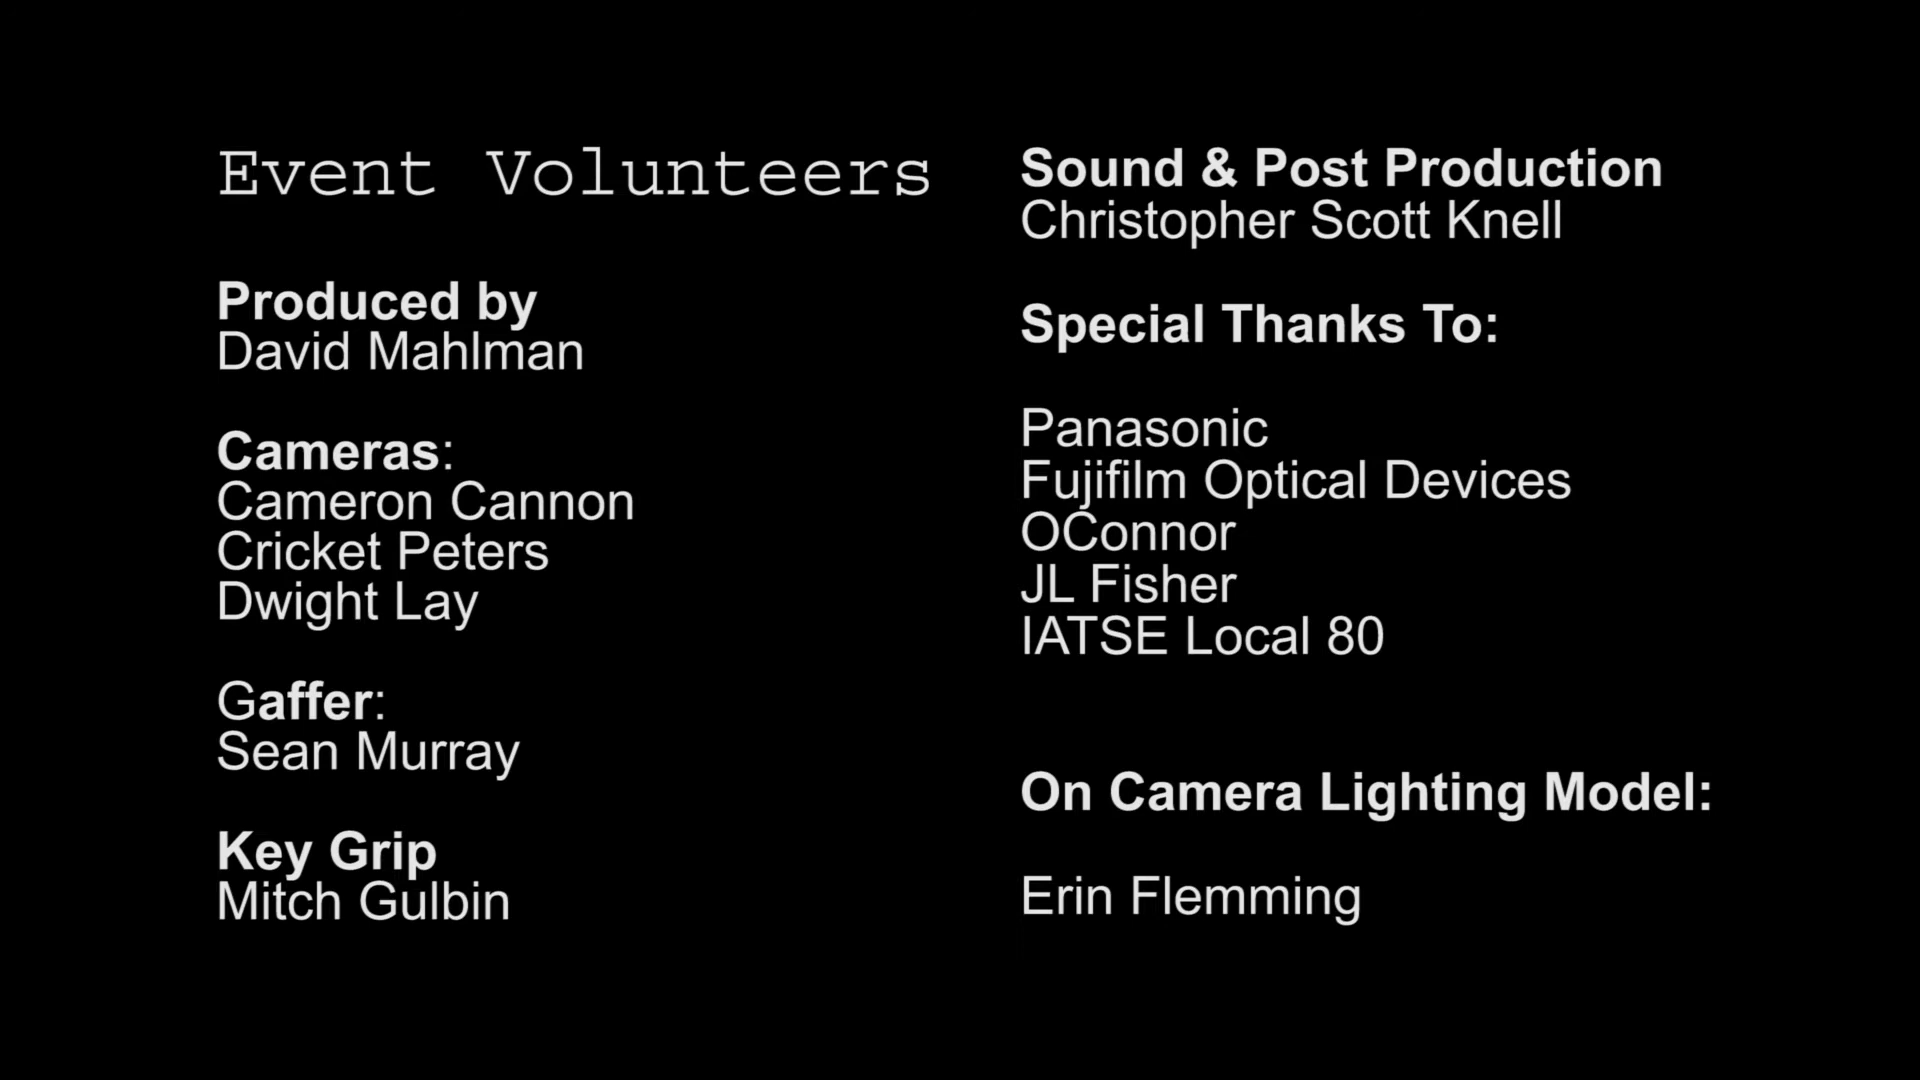 Event Volunteers
Produced by
David Mahlman
Cameras:
Cameron Cannon
Cricket Peters
Dwight Lay
Gaffer:
Sean Murray
Key Grip
Mitch Gulbin
Sound & Post Production
Christopher Scott Knell
Special Thanks To:
Panasonic
Fujifilm Optical Devices
OConnor
JL Fisher
IATSE Local 80
On Camera Lighting Model:
Erin Flemming